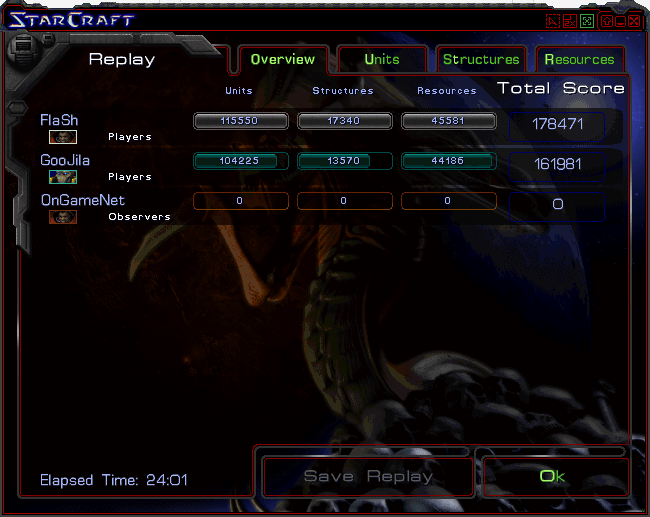 StarCraft
Replay
Overview
Units
Structures
Resources
Units
Structures
Resources
Total Score
FlaSh
Players
115550
17340
45581
178471
GooJila
Players
104225
13570
44186
161981
OnGameNet
Observers
0
0
0
0
Elapsed Time: 24:01
Save Replay
Ok